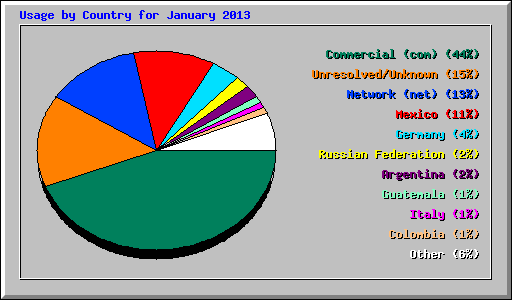 Usage by Country for January 2013
Commercial (com) (44%)
Unresolved/Unknown (15%)
Network (net) (13%)
Mexico (11%)
Germany (4%)
Russian Federation (2%)
Argentina (2%)
Guatemala (1%)
Italy (1%)
Colombia (1%)
Other (6%)